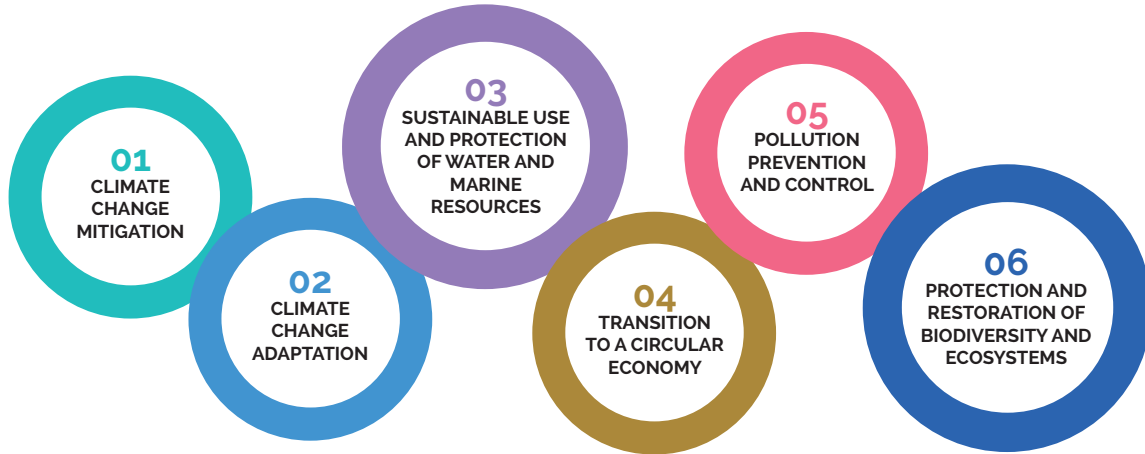 01
CLIMATE
CHANGE
MITIGATION
02
CLIMATE
CHANGE
ADAPTATION
03
SUSTAINABLE USE
AND PROTECTION
OF WATER AND
MARINE
RESOURCES
04
TRANSITION
TO A CIRCULAR
ECONOMY
05
POLLUTION
PREVENTION
AND CONTROL
06
PROTECTION AND
RESTORATION OF
BIODIVERSITY AND
ECOSYSTEMS